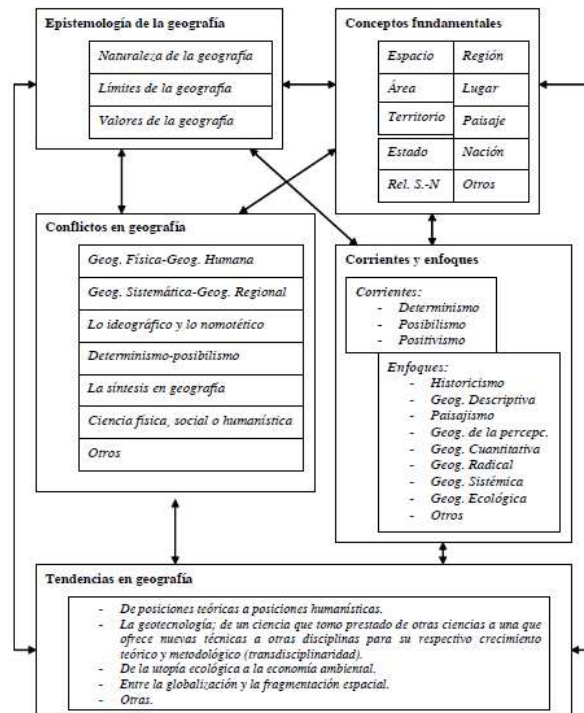 Epistemología de la geografía
Naturaleza de la geografía
Límites de la geografía
Valores de la geografía
Conceptos fundamentales
Espacio
Región
Área
Lugar
Territorio
Paisaje
Estado
Nación
Rel. S.-N
Otros
Conflictos en geografía
Geog. Física-Geog. Humana
Geog. Sistemática-Geog. Regional
Lo ideográfico y lo nomotético
Determinismo-posibilismo
La síntesis en geografía
Ciencia física, social o humanística
Otros
Corrientes y enfoques
Corrientes:
- Determinismo
- Posibilismo
- Positivismo
Enfoques:
- Historicismo
- Geog. Descriptiva
- Paisajismo
- Geog. de la percepc.
- Geog. Cuantitativa
- Geog. Radical
- Geog. Sistémica
- Geog. Ecológica
- Otros
Tendencias en geografía
- De posiciones teóricas a posiciones humanísticas.
- La geotecnología; de un ciencia que tomo prestado de otras ciencias a una que
ofrece nuevas técnicas a otras disciplinas para su respectivo crecimiento
teórico y metodológico (transdisciplinaridad).
- De la utopía ecológica a la economía ambiental.
- Entre la globalización y la fragmentación espacial.
- Otras.